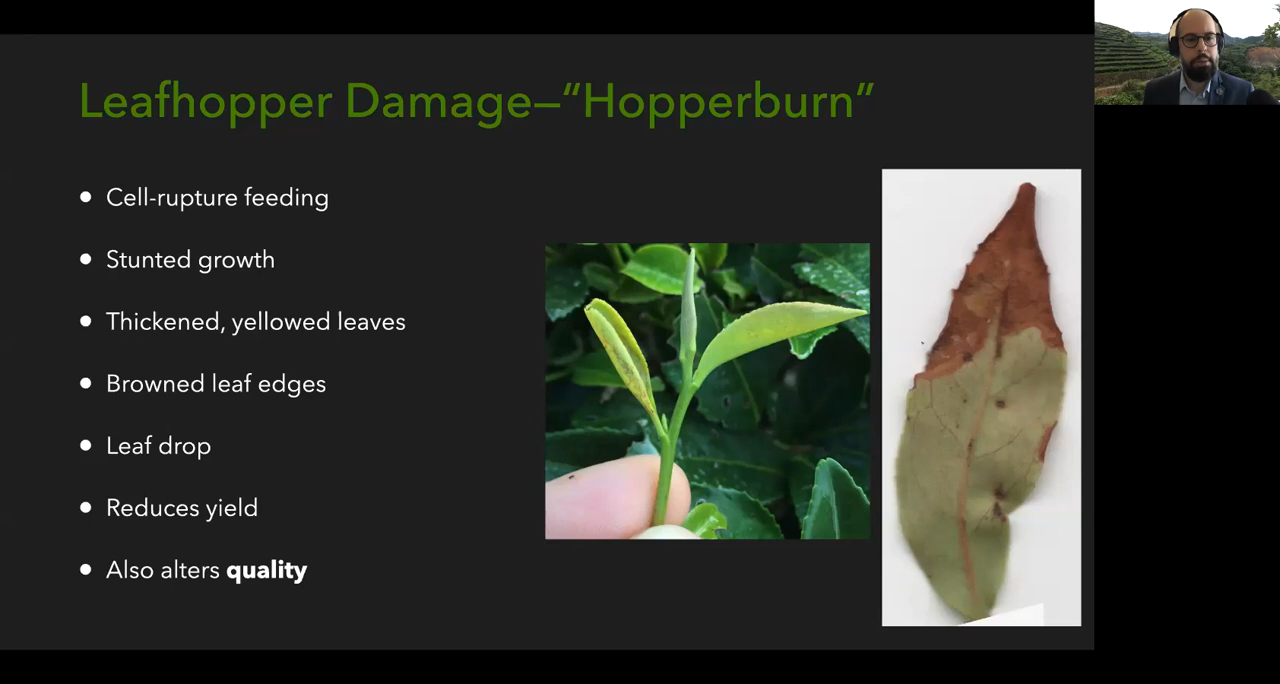 Leafhopper Damage—“Hopperburn”
Cell-rupture feeding
Stunted growth
Thickened, yellowed leaves
Browned leaf edges
Leaf drop
Reduces yield
Also alters quality